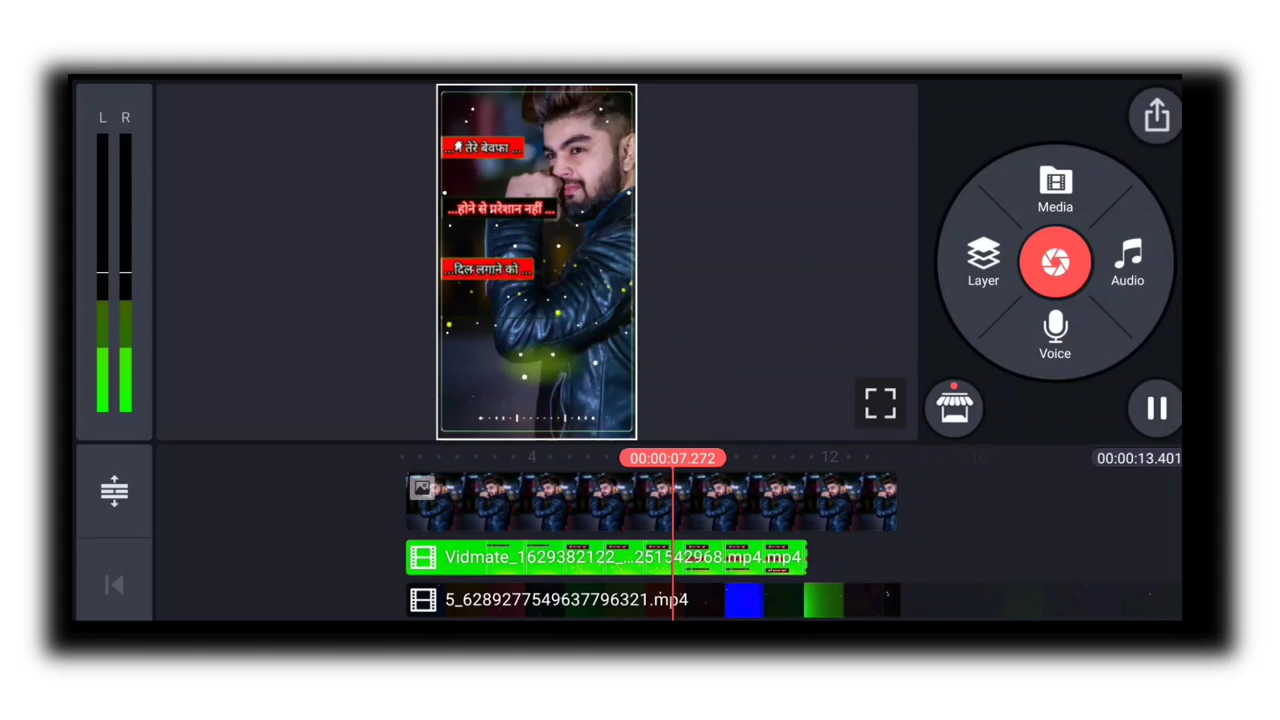 L R
...मैं तेरे बेवफा ...
...होने से परेशान नहीं ...
...दिल लगाने को ...
Media
Layer
Audio
Voice
4
00:00:07.272
12
16
00:00:13.401
Vidmate_1629382122_...251542968.mp4.mp4
5_6289277549637796321.mp4